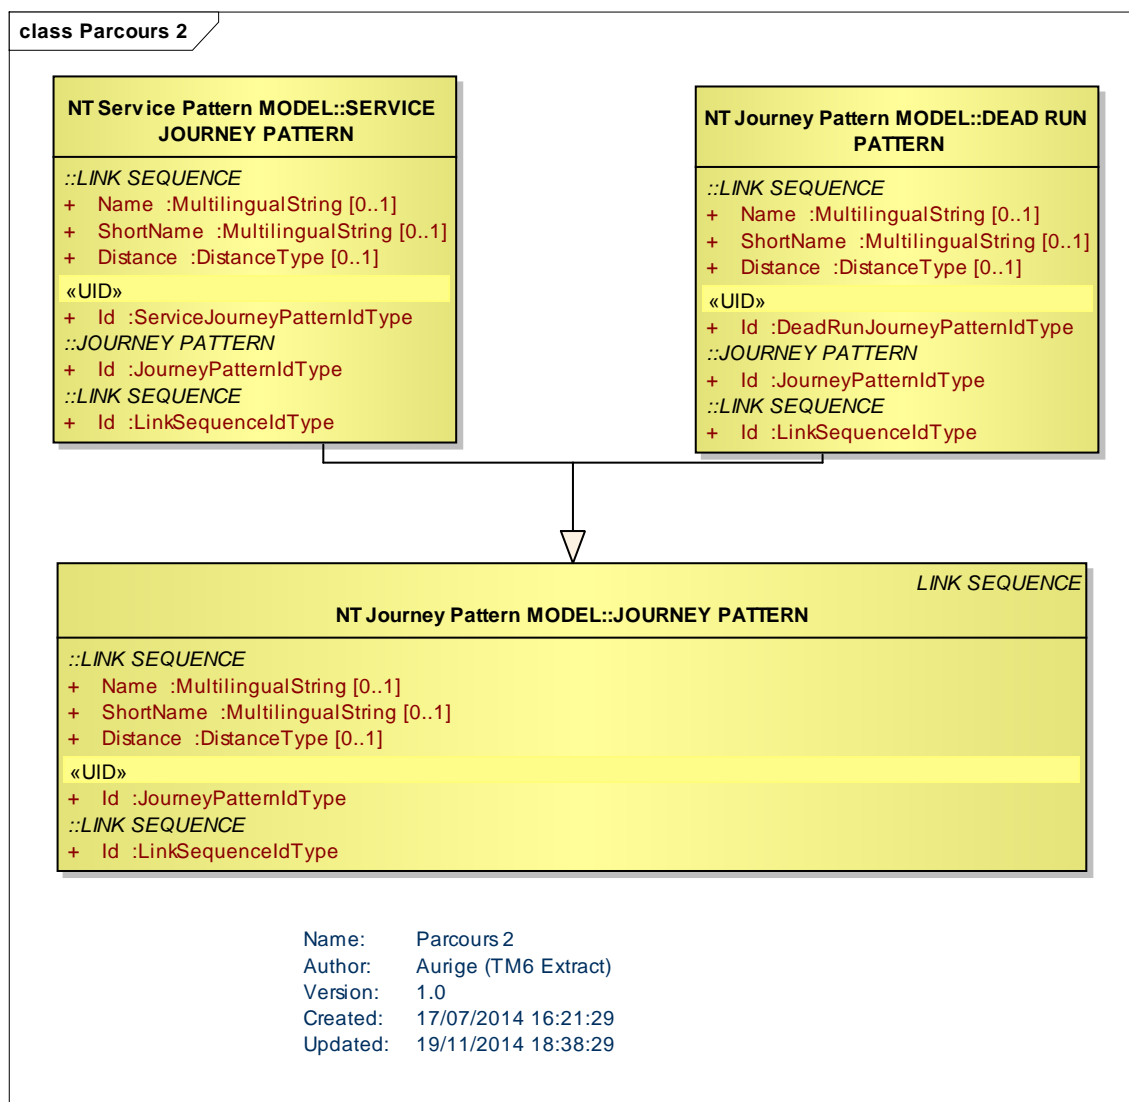 class Parcours 2
NT Service Pattern MODEL::SERVICE
JOURNEY PATTERN
::LINK SEQUENCE
+ Name :MultilingualString [0..1]
+ ShortName :MultilingualString [0..1]
+ Distance :DistanceType [0..1]
«UID»
+ Id :ServiceJourneyPatternIdType
::JOURNEY PATTERN
+ Id :JourneyPatternIdType
::LINK SEQUENCE
+ Id :LinkSequenceIdType
NT Journey Pattern MODEL::DEAD RUN
PATTERN
::LINK SEQUENCE
+ Name :MultilingualString [0..1]
+ ShortName :MultilingualString [0..1]
+ Distance :DistanceType [0..1]
«UID»
+ Id :DeadRunJourneyPatternIdType
::JOURNEY PATTERN
+ Id :JourneyPatternIdType
::LINK SEQUENCE
+ Id :LinkSequenceIdType
LINK SEQUENCE
NT Journey Pattern MODEL::JOURNEY PATTERN
::LINK SEQUENCE
+ Name :MultilingualString [0..1]
+ ShortName :MultilingualString [0..1]
+ Distance :DistanceType [0..1]
«UID»
+ Id :JourneyPatternIdType
::LINK SEQUENCE
+ Id :LinkSequenceIdType
Name: Parcours 2
Author: Aurige (TM6 Extract)
Version: 1.0
Created: 17/07/2014 16:21:29
Updated: 19/11/2014 18:38:29